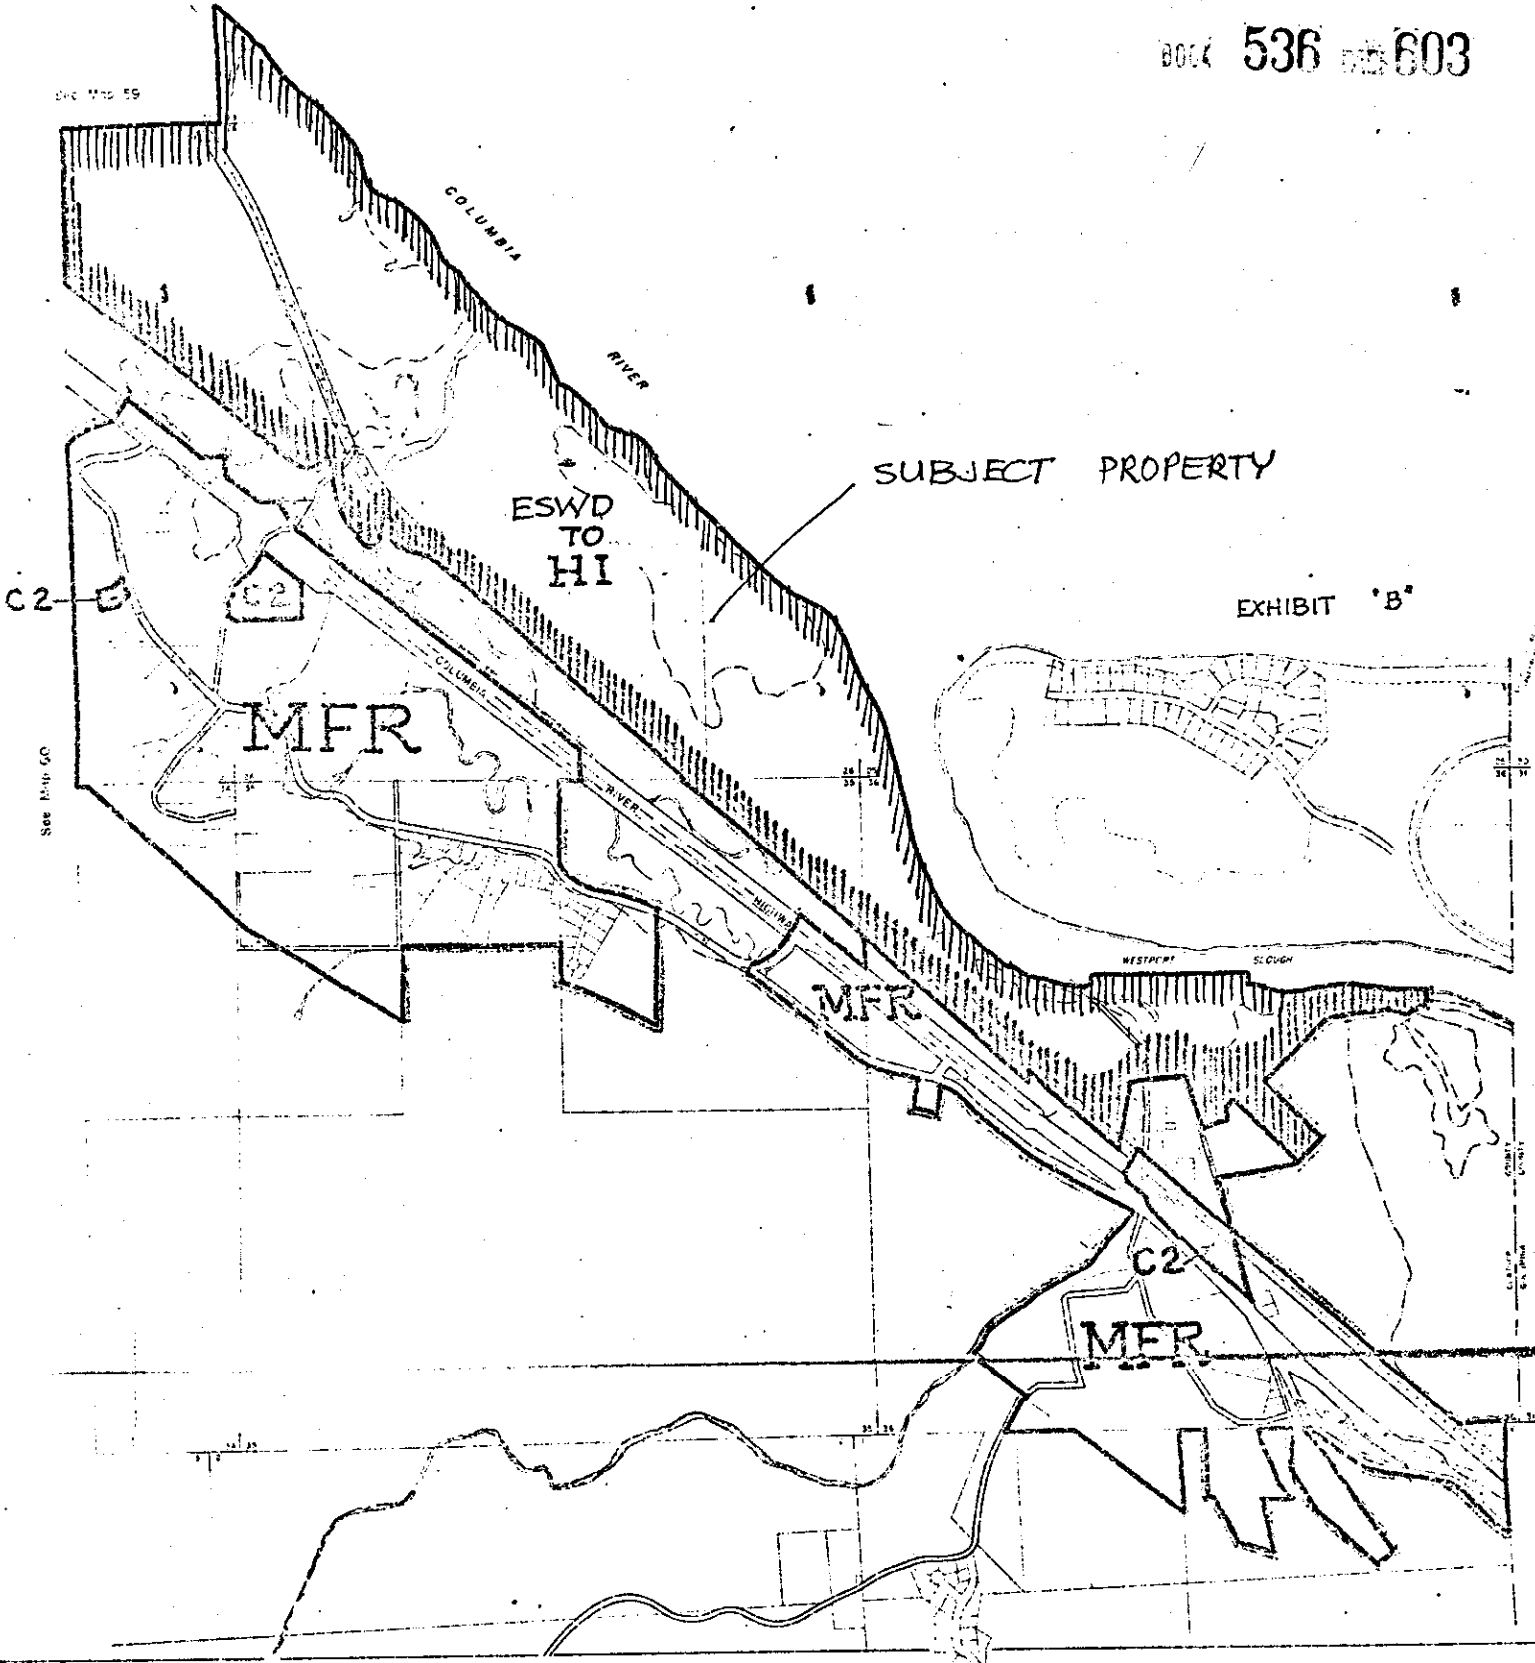 BOOK 536 PAGE 603
See Map 59
COLUMBIA
RIVER
SUBJECT PROPERTY
ESWD
TO
HI
EXHIBIT "B"
C2
C2
COLUMBIA
MFR
See Map 60
RIVER
HIGHWAY
WESTPORT SLOUGH
MFR
C2
MFR